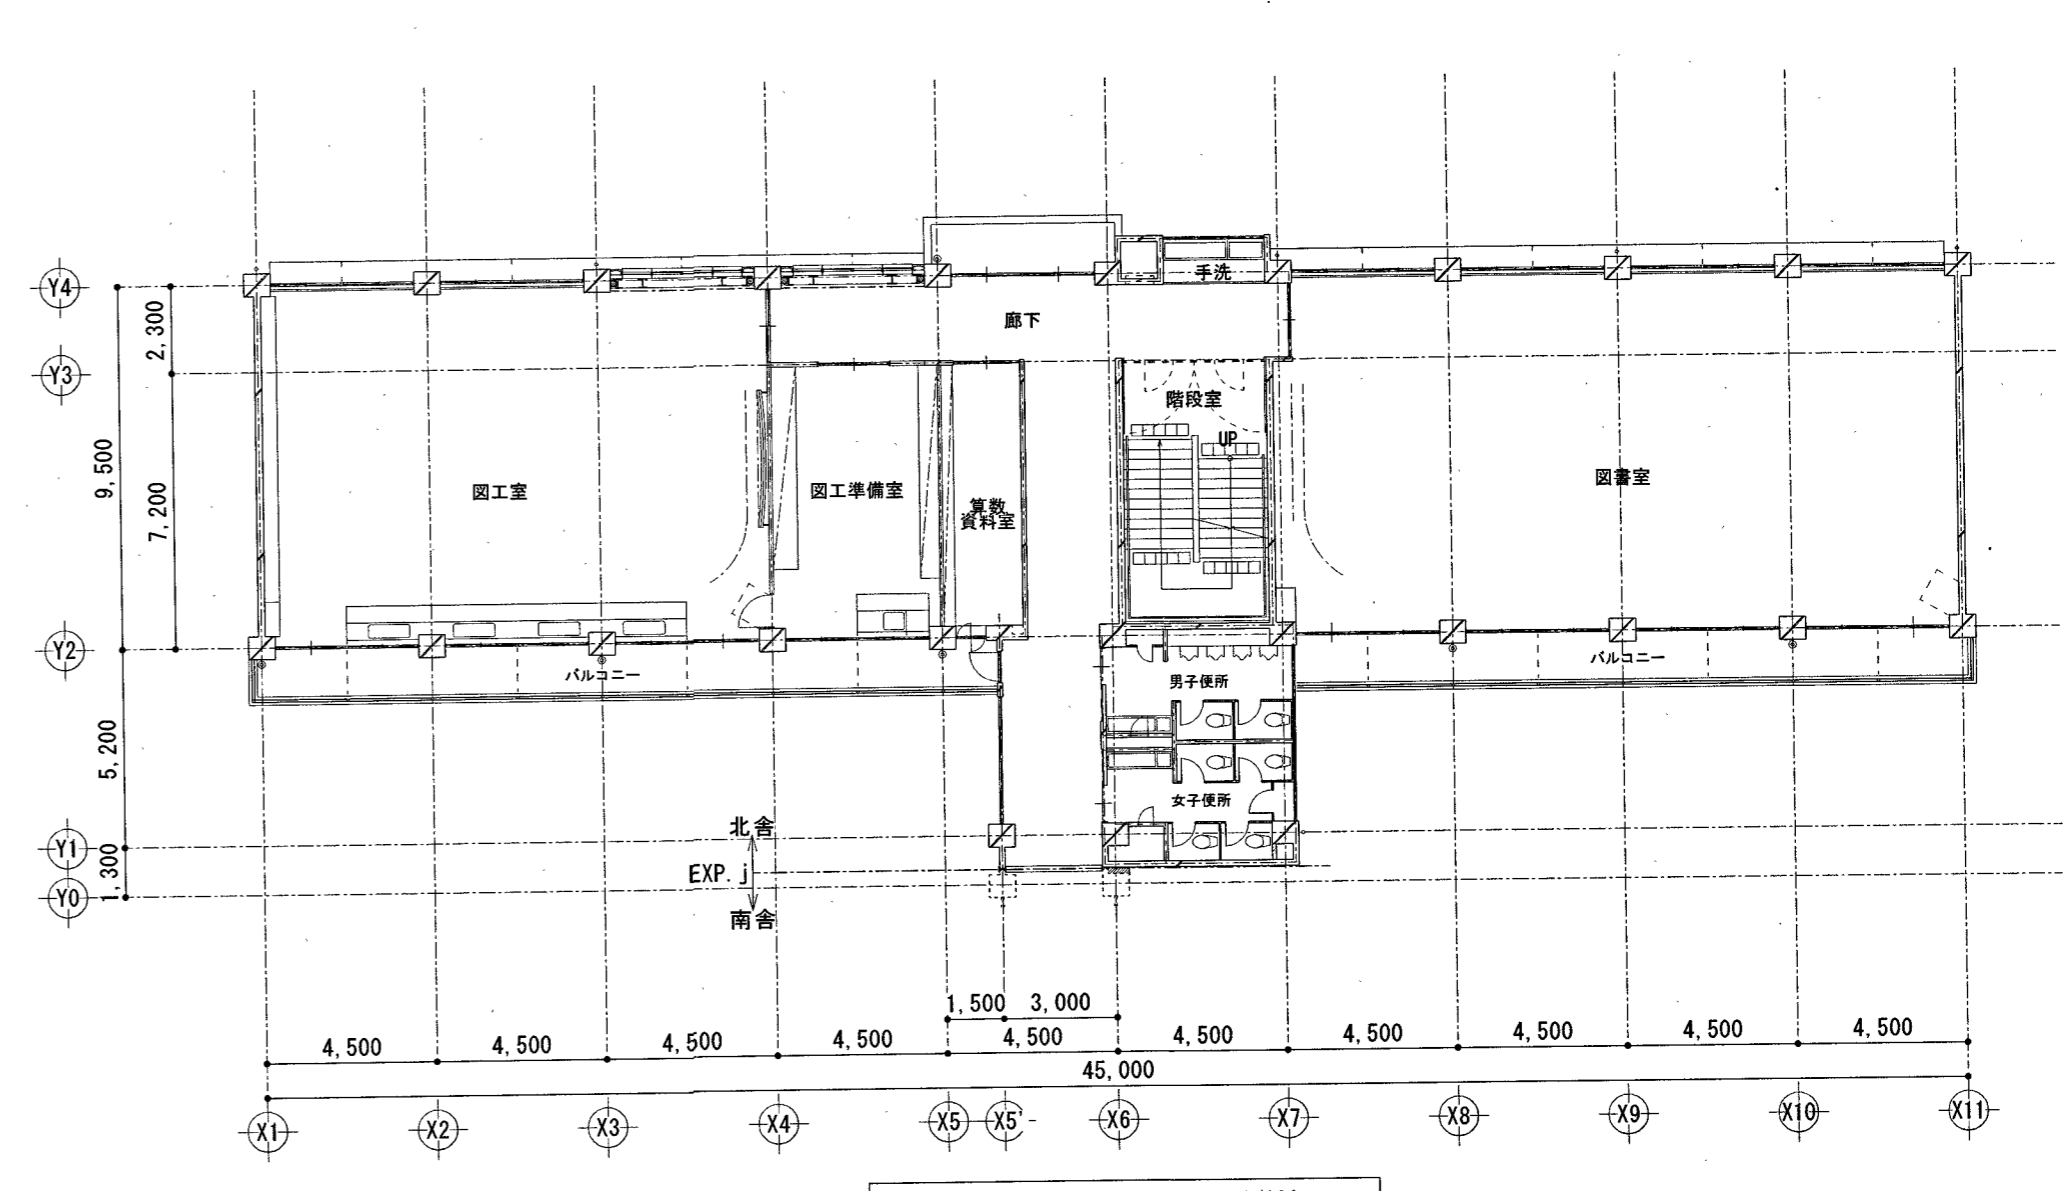 手洗
Y4
2,300
廊下
Y3
階段室
UP
9,500
7,200
図工室
図工準備室
算数
資料室
図書室
Y2
バルコニー
バルコニー
男子便所
5,200
女子便所
北舎
Y1
1,300
EXP.j
Y0
南舎
1,500
3,000
4,500
4,500
4,500
4,500
4,500
4,500
4,500
4,500
4,500
4,500
45,000
X1
X2
X3
X4
X5
X5'
X6
X7
X8
X9
X10
X11